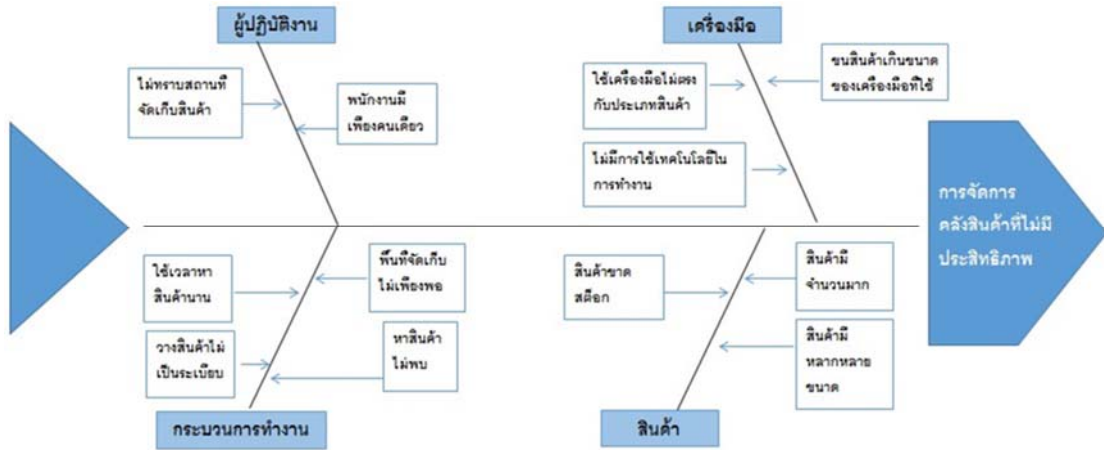 ผู้ปฏิบัติงาน
ไม่ทราบสถานที่
จัดเก็บสินค้า
พนักงานมี
เพียงคนเดียว
เครื่องมือ
ใช้เครื่องมือไม่ตรง
กับประเภทสินค้า
ขนสินค้าเกินขนาด
ของเครื่องมือที่ใช้
ไม่มีการใช้เทคโนโลยีใน
การทำงาน
การจัดการ
คลังสินค้าที่ไม่มี
ประสิทธิภาพ
ใช้เวลาหา
สินค้านาน
พื้นที่จัดเก็บ
ไม่เพียงพอ
วางสินค้าไม่
เป็นระเบียบ
หาสินค้า
ไม่พบ
กระบวนการทำงาน
สินค้าขาด
สต็อก
สินค้ามี
จำนวนมาก
สินค้ามี
หลากหลาย
ขนาด
สินค้า